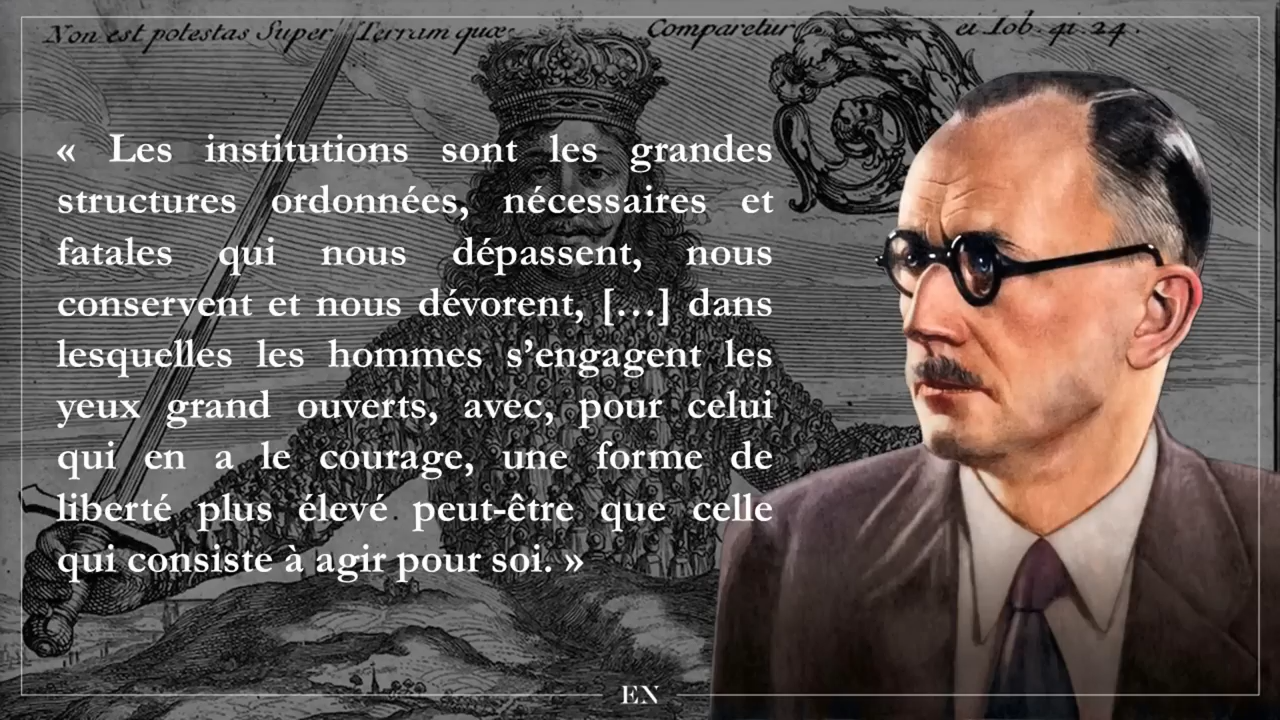 Non est potestas Super Terram quæ Comparetur ei Iob. 41. 24.
« Les institutions sont les grandes
structures ordonnées, nécessaires et
fatales qui nous dépassent, nous
conservent et nous dévorent, […] dans
lesquelles les hommes s’engagent les
yeux grand ouverts, avec, pour celui
qui en a le courage, une forme de
liberté plus élevé peut-être que celle
qui consiste à agir pour soi. »
EN